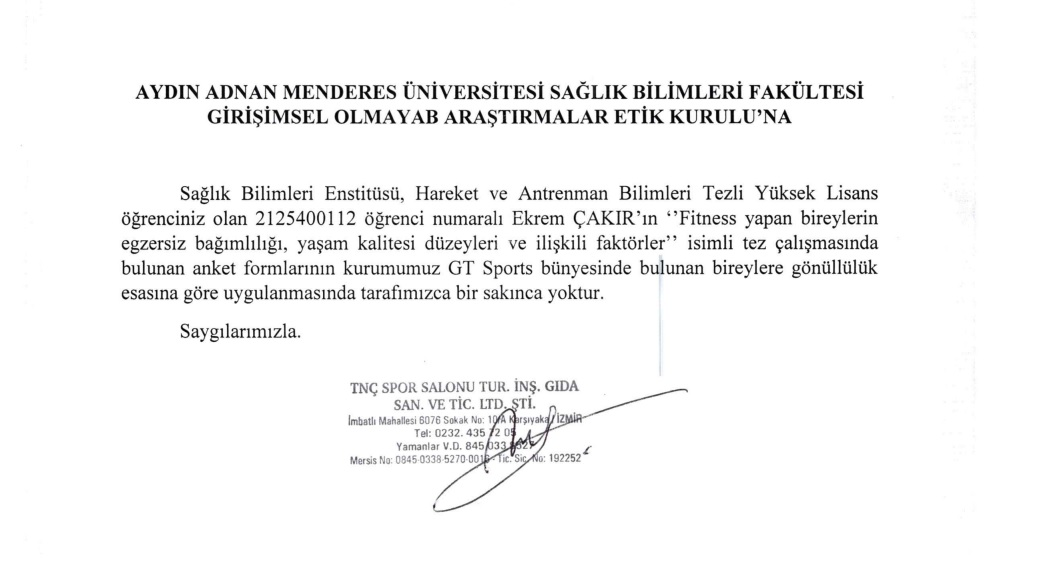 AYDIN ADNAN MENDERES ÜNİVERSİTESİ SAĞLIK BİLİMLERİ FAKÜLTESİ
GİRİŞİMSEL OLMAYAB ARAŞTIRMALAR ETİK KURULU’NA
Sağlık Bilimleri Enstitüsü, Hareket ve Antrenman Bilimleri Tezli Yüksek Lisans
öğrenciniz olan 2125400112 öğrenci numaralı Ekrem ÇAKIR’ın ‘’Fitness yapan bireylerin
egzersiz bağımlılığı, yaşam kalitesi düzeyleri ve ilişkili faktörler’’ isimli tez çalışmasında
bulunan anket formlarının kurumumuz GT Sports bünyesinde bulunan bireylere gönüllülük
esasına göre uygulanmasında tarafımızca bir sakınca yoktur.
Saygılarımızla.
TNÇ SPOR SALONU TUR. İNŞ. GIDA
SAN. VE TİC. LTD. ŞTİ.
İmbatlı Mahallesi 6076 Sokak No: 10/A Karşıyaka / İZMİR
Tel: 0232. 435 72 05
Yamanlar V.D. 845 033
Mersis No: 0845-0338-5270-0016 - Tic. Sic. No: 192252